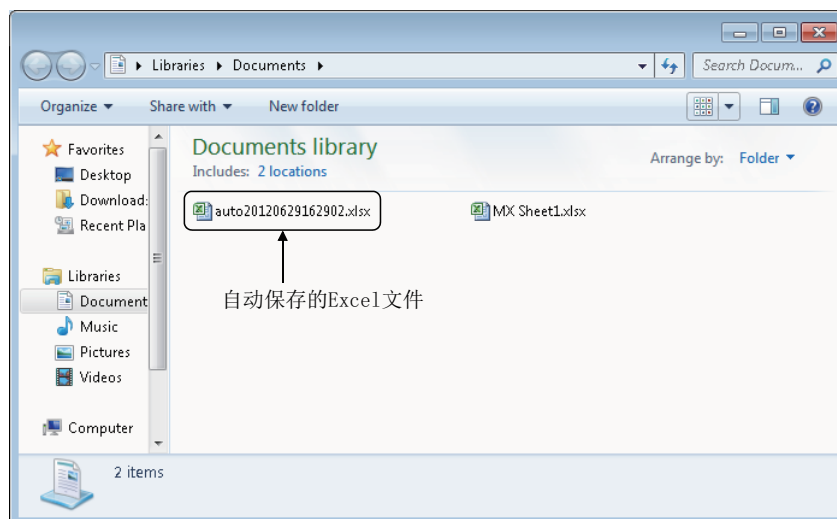 Libraries Documents
Search Docum...
Organize Share with New folder
Favorites
Desktop
Download:
Recent Pla
Libraries
Document
Music
Pictures
Videos
Computer
Documents library
Includes: 2 locations
Arrange by: Folder
auto20120629162902.xlsx
MX Sheet1.xlsx
自动保存的Excel文件
2 items